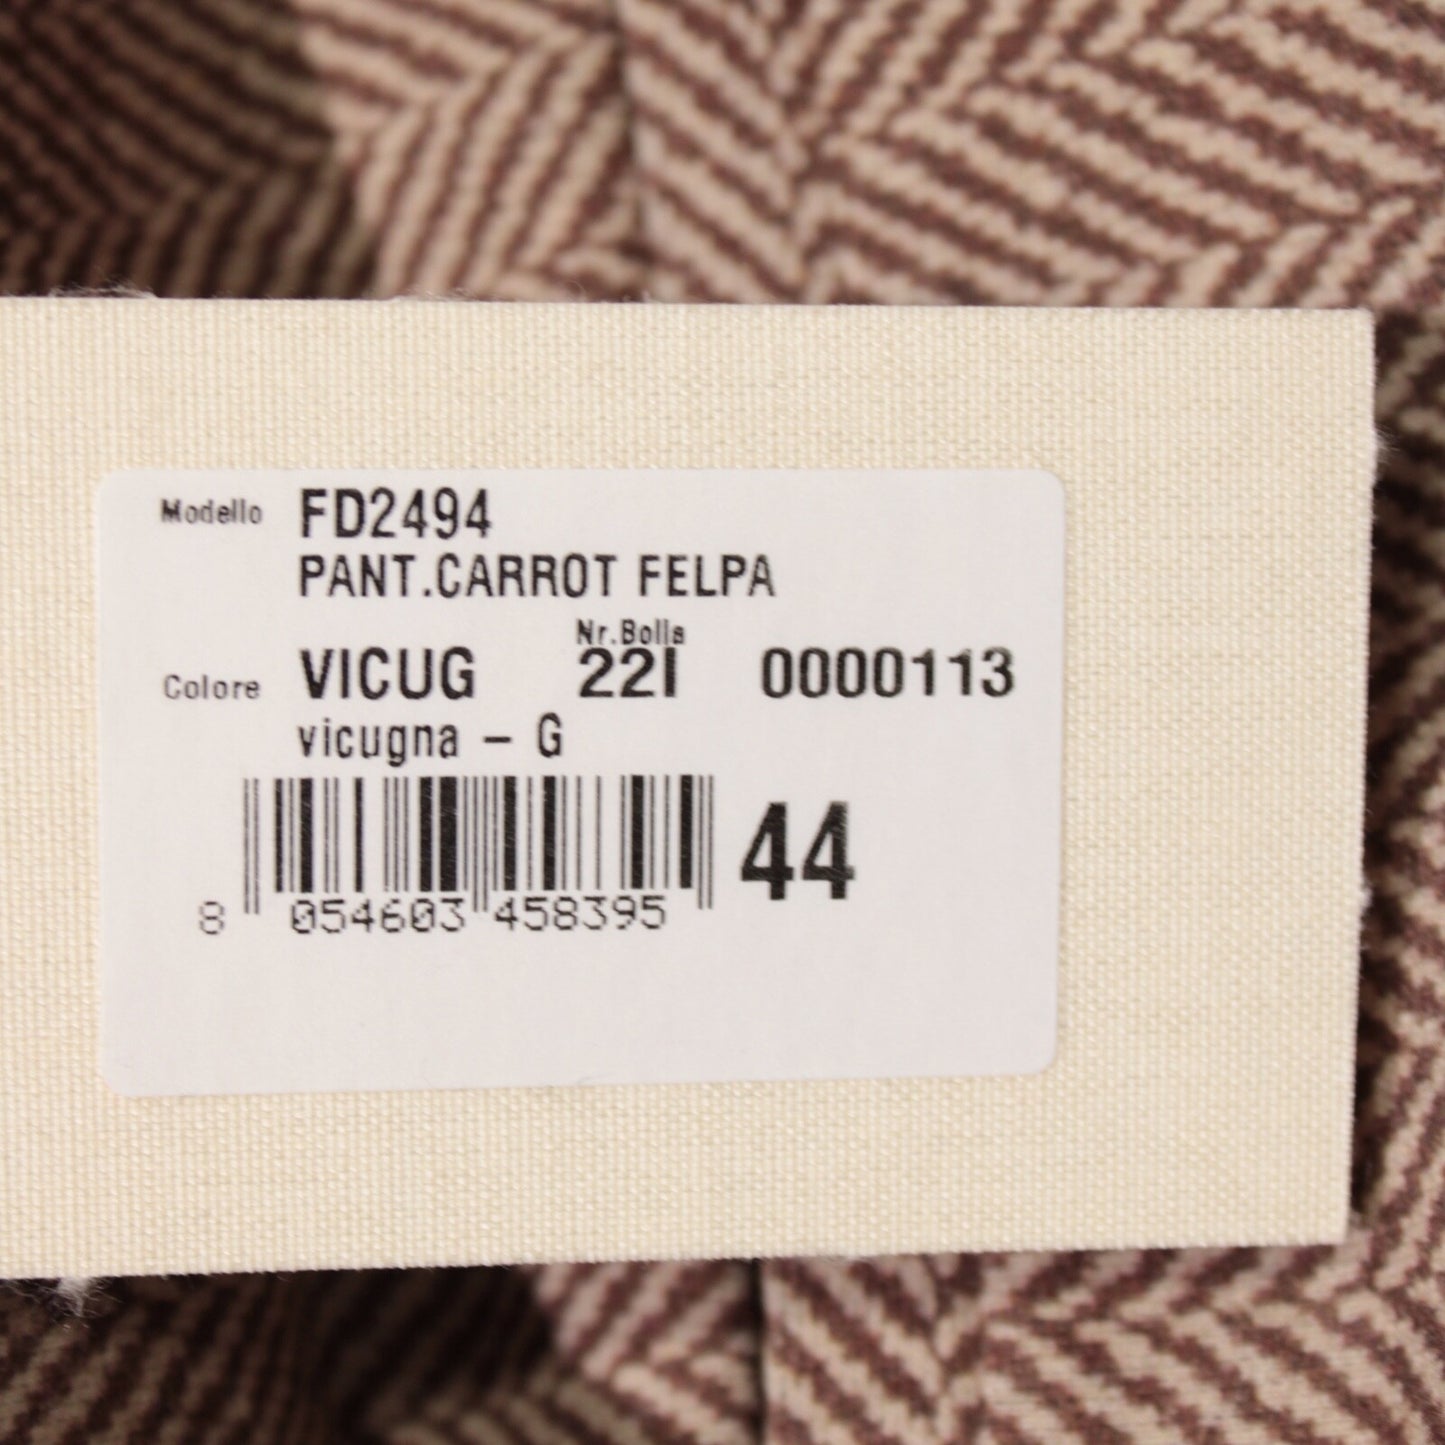 Modello FD2494
PANT.CARROT FELPA
Nr.Bolla
Colore VICUG 22I 0000113
vicugna - G
44
8 054603 458395